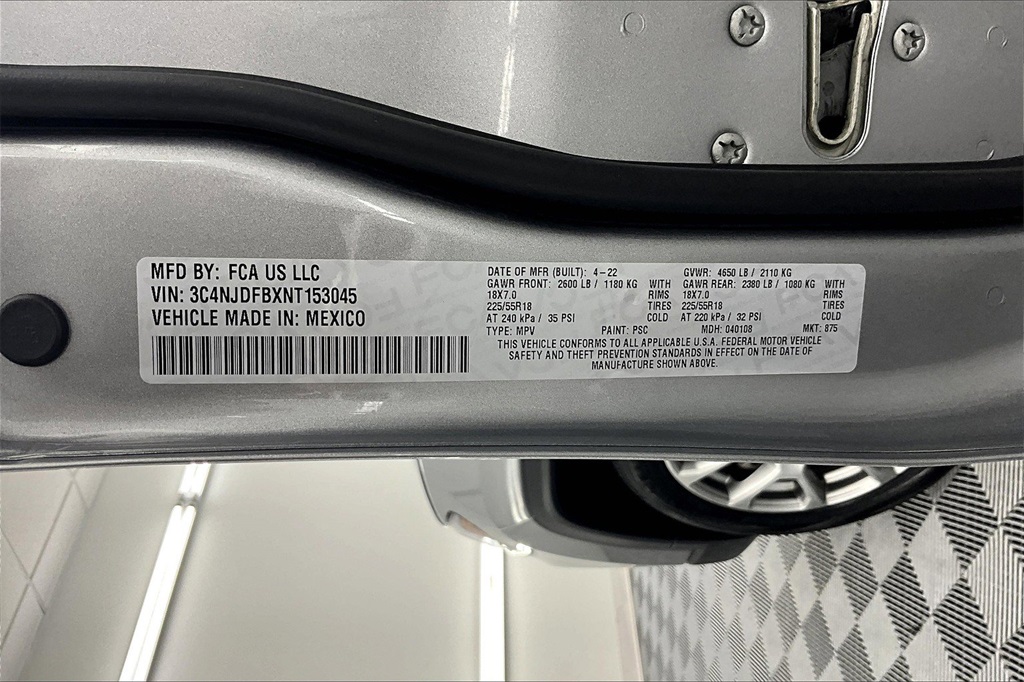 MFD BY: FCA US LLC
VIN: 3C4NJDFBXNT153045
VEHICLE MADE IN: MEXICO
DATE OF MFR (BUILT): 4-22 GVWR: 4650 LB / 2110 KG
GAWR FRONT: 2600 LB / 1180 KG WITH GAWR REAR: 2380 LB / 1080 KG WITH
18X7.0 RIMS 18X7.0 RIMS
225/55R18 TIRES 225/55R18 TIRES
AT 240 kPa / 35 PSI COLD AT 220 kPa / 32 PSI COLD
TYPE: MPV PAINT: PSC MDH: 040108 MKT: 875
THIS VEHICLE CONFORMS TO ALL APPLICABLE U.S.A. FEDERAL MOTOR VEHICLE
SAFETY AND THEFT PREVENTION STANDARDS IN EFFECT ON THE DATE OF
MANUFACTURE SHOWN ABOVE.